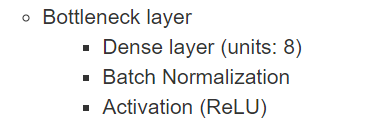 Bottleneck layer
Dense layer (units: 8)
Batch Normalization
Activation (ReLU)